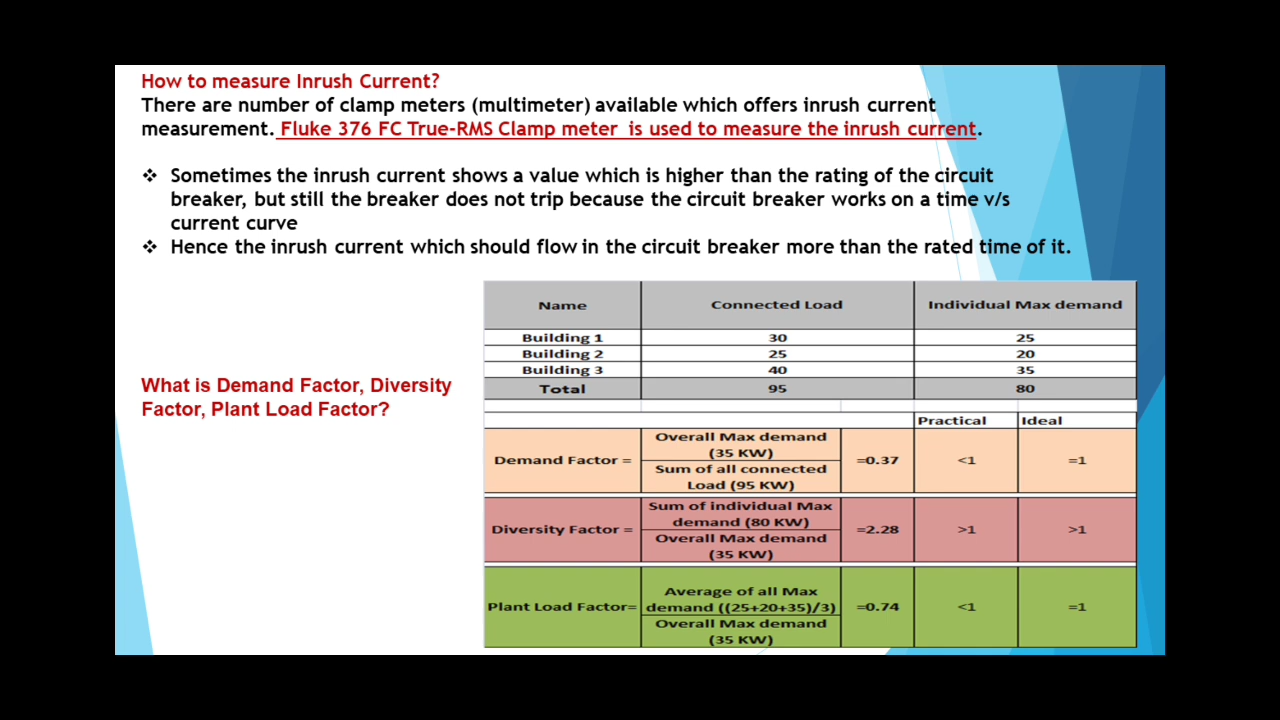 How to measure Inrush Current?
There are number of clamp meters (multimeter) available which offers inrush current
measurement. Fluke 376 FC True-RMS Clamp meter is used to measure the inrush current.
❖ Sometimes the inrush current shows a value which is higher than the rating of the circuit
breaker, but still the breaker does not trip because the circuit breaker works on a time v/s
current curve
❖ Hence the inrush current which should flow in the circuit breaker more than the rated time of it.
What is Demand Factor, Diversity
Factor, Plant Load Factor?
Name Connected Load Individual Max demand
Building 1 30 25
Building 2 25 20
Building 3 40 35
Total 95 80
Practical Ideal
Overall Max demand
(35 KW)
Demand Factor = =0.37 <1 =1
Sum of all connected
Load (95 KW)
Sum of individual Max
demand (80 KW)
Diversity Factor = =2.28 >1 >1
Overall Max demand
(35 KW)
Average of all Max
Plant Load Factor= demand ((25+20+35)/3) =0.74 <1 =1
Overall Max demand
(35 KW)